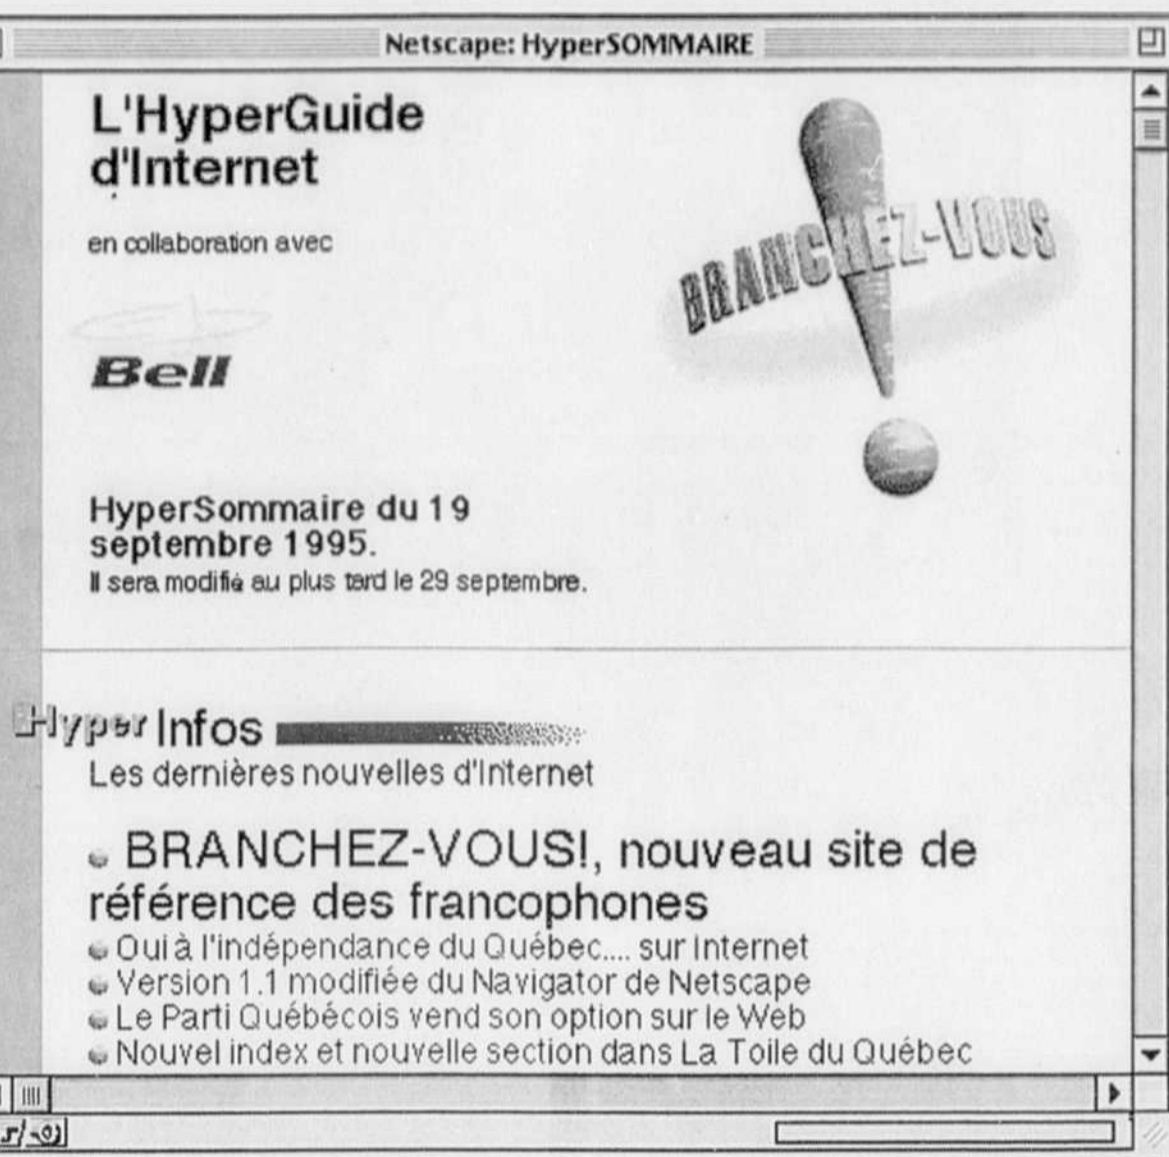 Netscape: HyperSOMMAIRE
L'HyperGuide
d'Internet
en collaboration avec
Bell
BRANCHEZ-VOUS
HyperSommaire du 19
septembre 1995.
Il sera modifié au plus tard le 29 septembre.
Hyper Infos
Les dernières nouvelles d'Internet
BRANCHEZ-VOUS!, nouveau site de
référence des francophones
Oui à l'indépendance du Québec.... sur Internet
Version 1.1 modifiée du Navigator de Netscape
Le Parti Québécois vend son option sur le Web
Nouvel index et nouvelle section dans La Toile du Québec